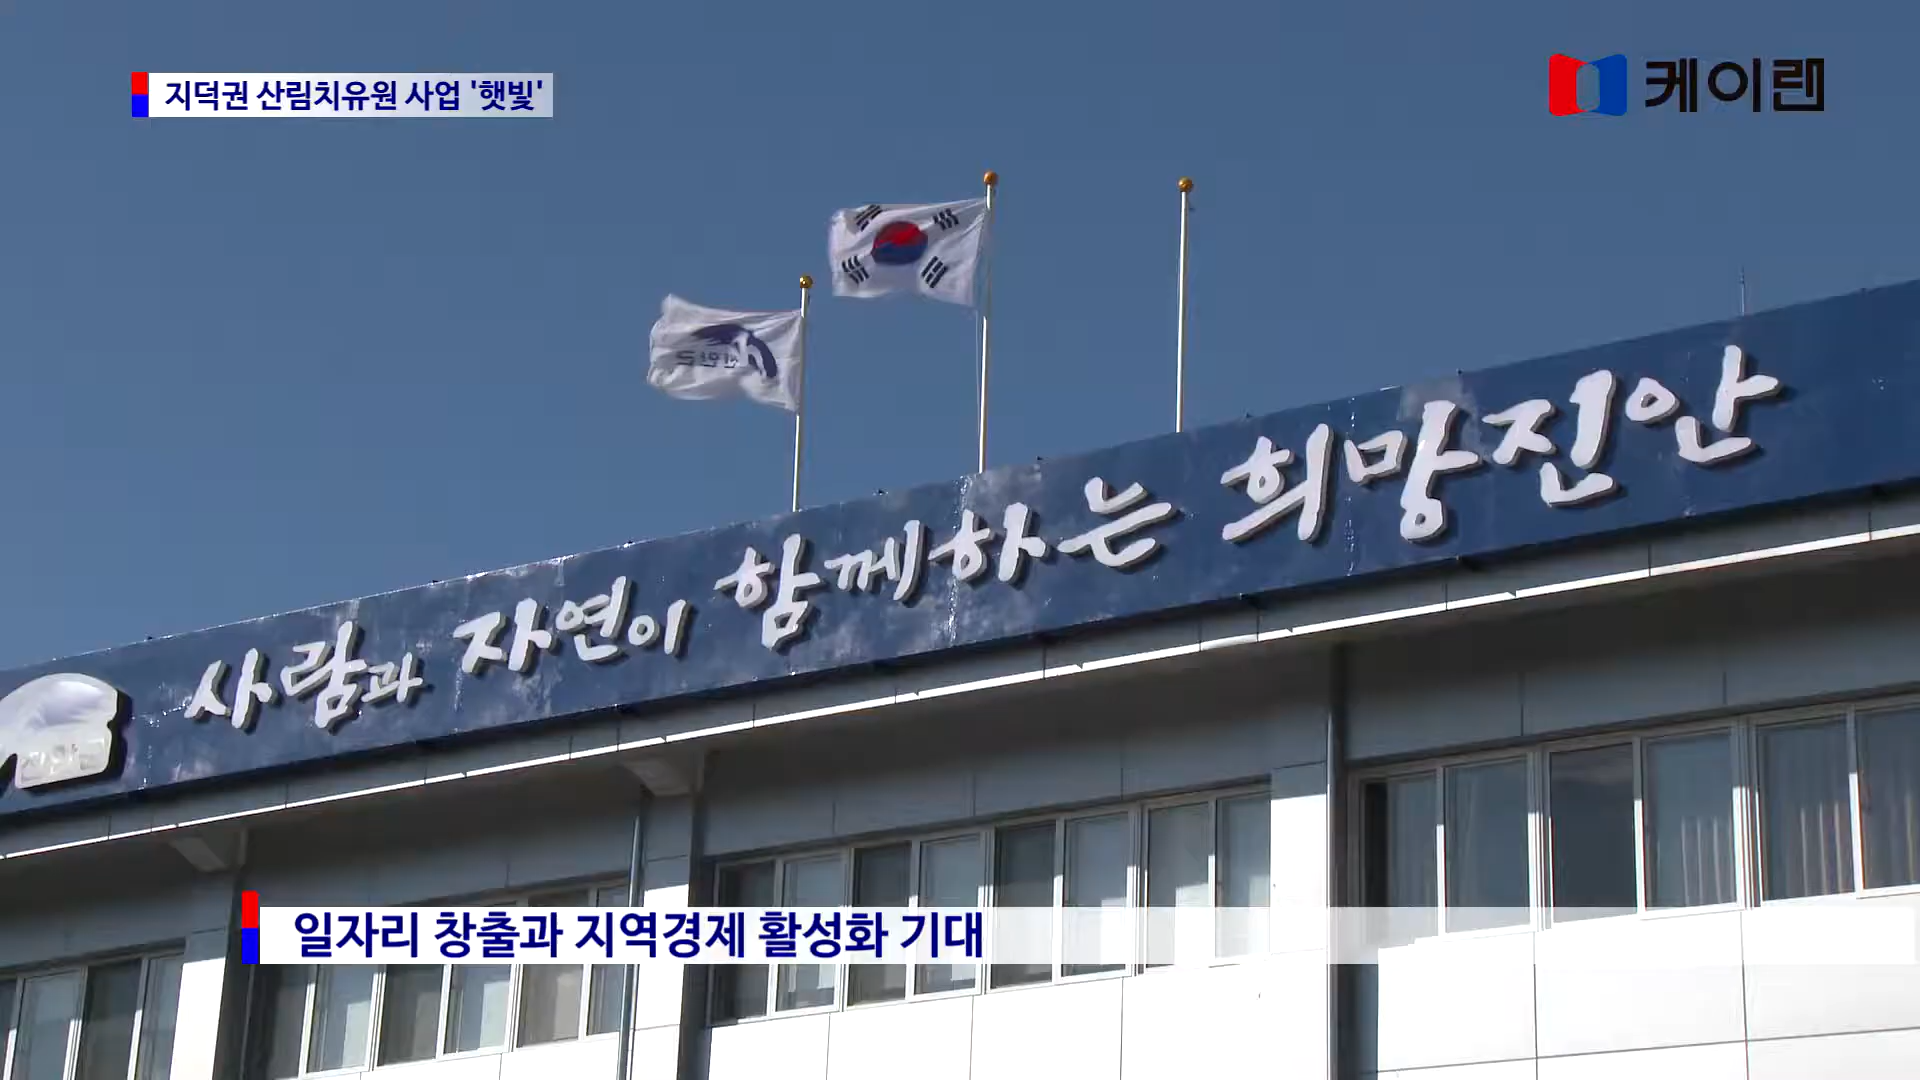 지덕권 산림치유원 사업 '햇빛'
케이랜
사람과 자연이 함께하는 희망진안
일자리 창출과 지역경제 활성화 기대